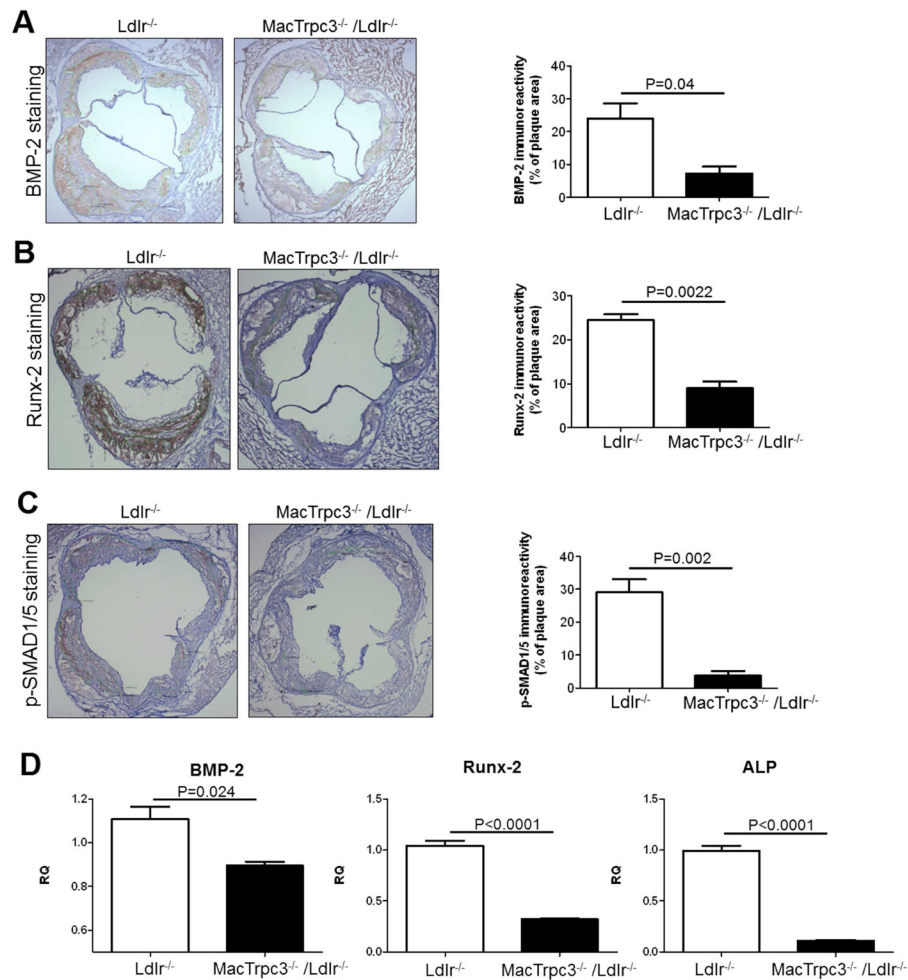 A
Ldlr-/-
MacTrpc3-/- /Ldlr-/-
BMP-2 staining
BMP-2 immunoreactivity
(% of plaque area)
40
30
20
10
0
P=0.04
Ldlr-/-
MacTrpc3-/- /Ldlr-/-
B
Ldlr-/-
MacTrpc3-/- /Ldlr-/-
Runx-2 staining
Runx-2 immunoreactivity
(% of plaque area)
30
20
10
0
P=0.0022
Ldlr-/-
MacTrpc3-/- /Ldlr-/-
C
Ldlr-/-
MacTrpc3-/- /Ldlr-/-
p-SMAD1/5 staining
p-SMAD1/5 immunoreactivity
(% of plaque area)
40
30
20
10
0
P=0.002
Ldlr-/-
MacTrpc3-/- /Ldlr-/-
D
BMP-2
RQ
1.2
1.0
0.8
0.6
P=0.024
Ldlr-/-
MacTrpc3-/- /Ldlr-/-
Runx-2
RQ
1.5
1.0
0.5
0.0
P<0.0001
Ldlr-/-
MacTrpc3-/- /Ldlr-/-
ALP
RQ
1.5
1.0
0.5
0.0
P<0.0001
Ldlr-/-
MacTrpc3-/- /Ldlr-/-